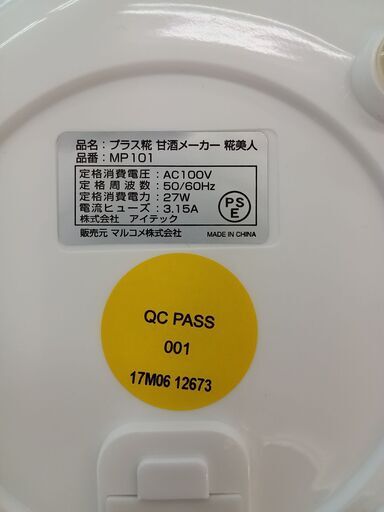 品名：プラス糀 甘酒メーカー 糀美人
品番：MP101
定格消費電圧：AC100V
定格周波数：50/60Hz
定格消費電力：27W
電流ヒューズ：3.15A
株式会社 アイテック
PS
E
販売元 マルコメ株式会社 MADE IN CHINA
QC PASS
001
17M06 12673